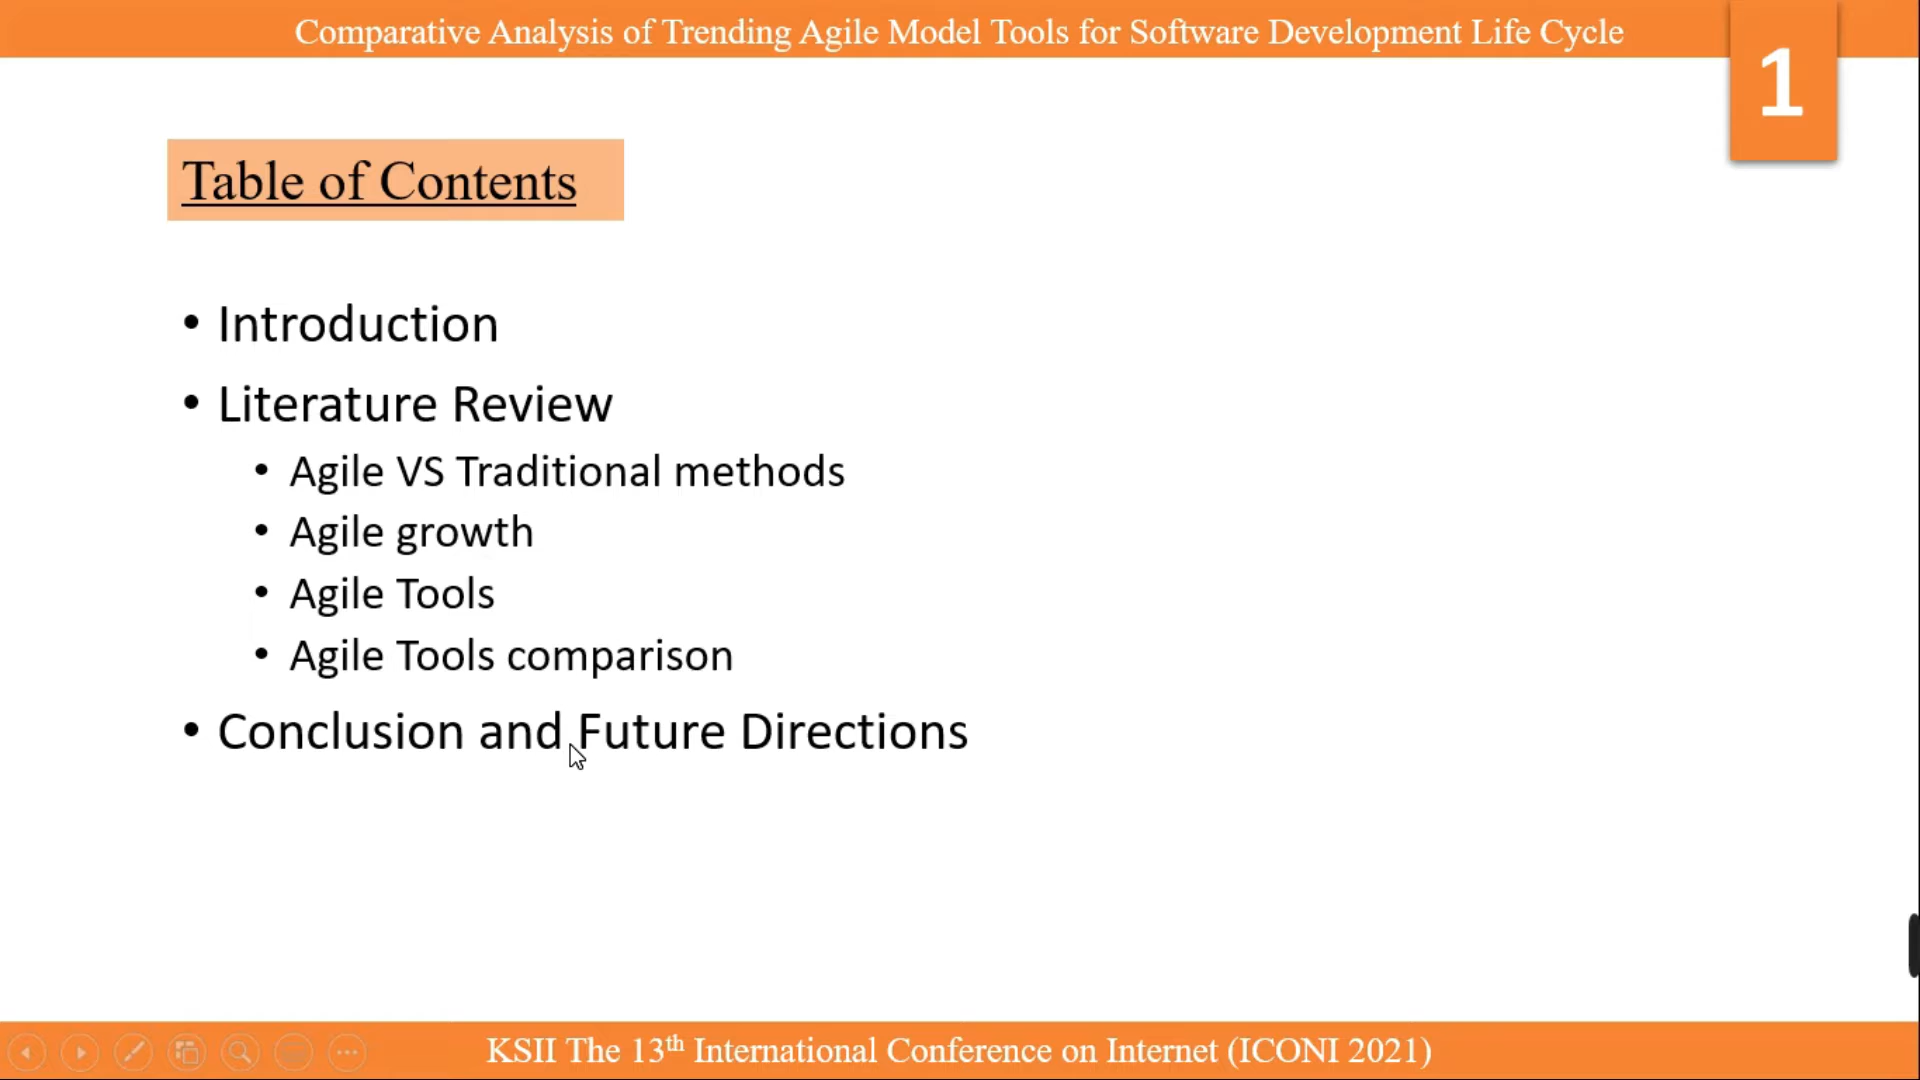 Comparative Analysis of Trending Agile Model Tools for Software Development Life Cycle
1
Table of Contents
• Introduction
• Literature Review
• Agile VS Traditional methods
• Agile growth
• Agile Tools
• Agile Tools comparison
• Conclusion and Future Directions
KSII The 13th International Conference on Internet (ICONI 2021)